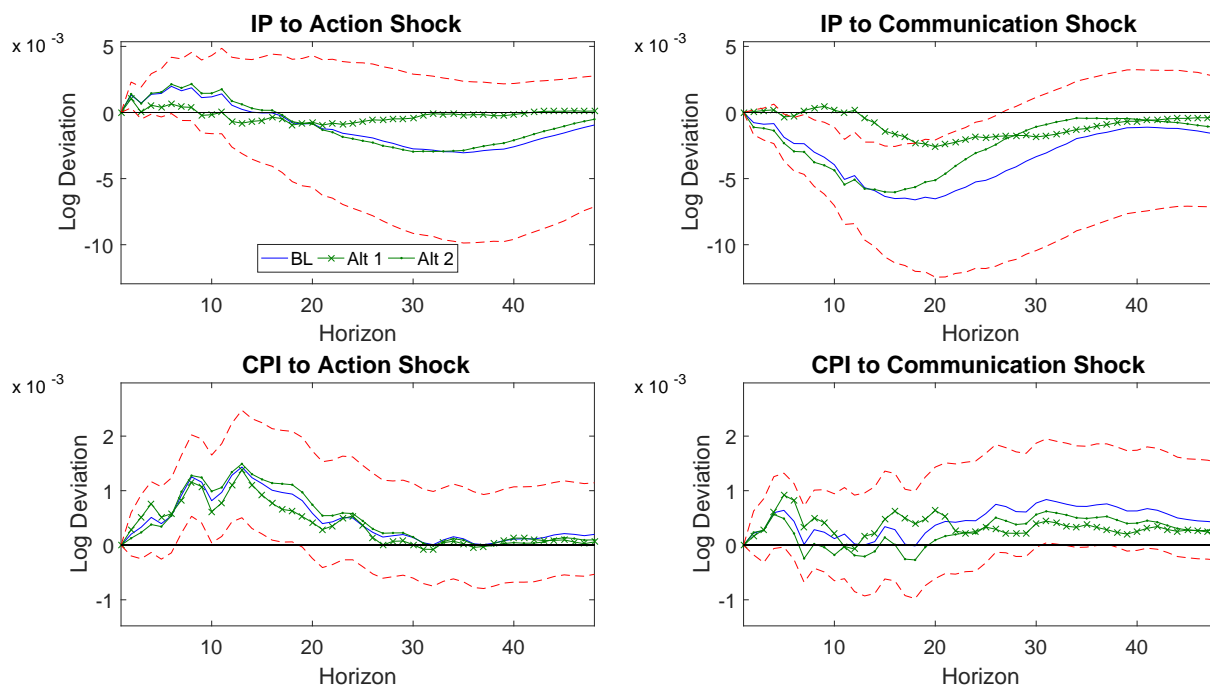 IP to Action Shock
x 10 -3
5
0
-5
-10
Log Deviation
BL Alt 1 Alt 2
10 20 30 40
Horizon
IP to Communication Shock
x 10 -3
5
0
-5
-10
Log Deviation
10 20 30 40
Horizon
CPI to Action Shock
x 10 -3
2
1
0
-1
Log Deviation
10 20 30 40
Horizon
CPI to Communication Shock
x 10 -3
2
1
0
-1
Log Deviation
10 20 30 40
Horizon